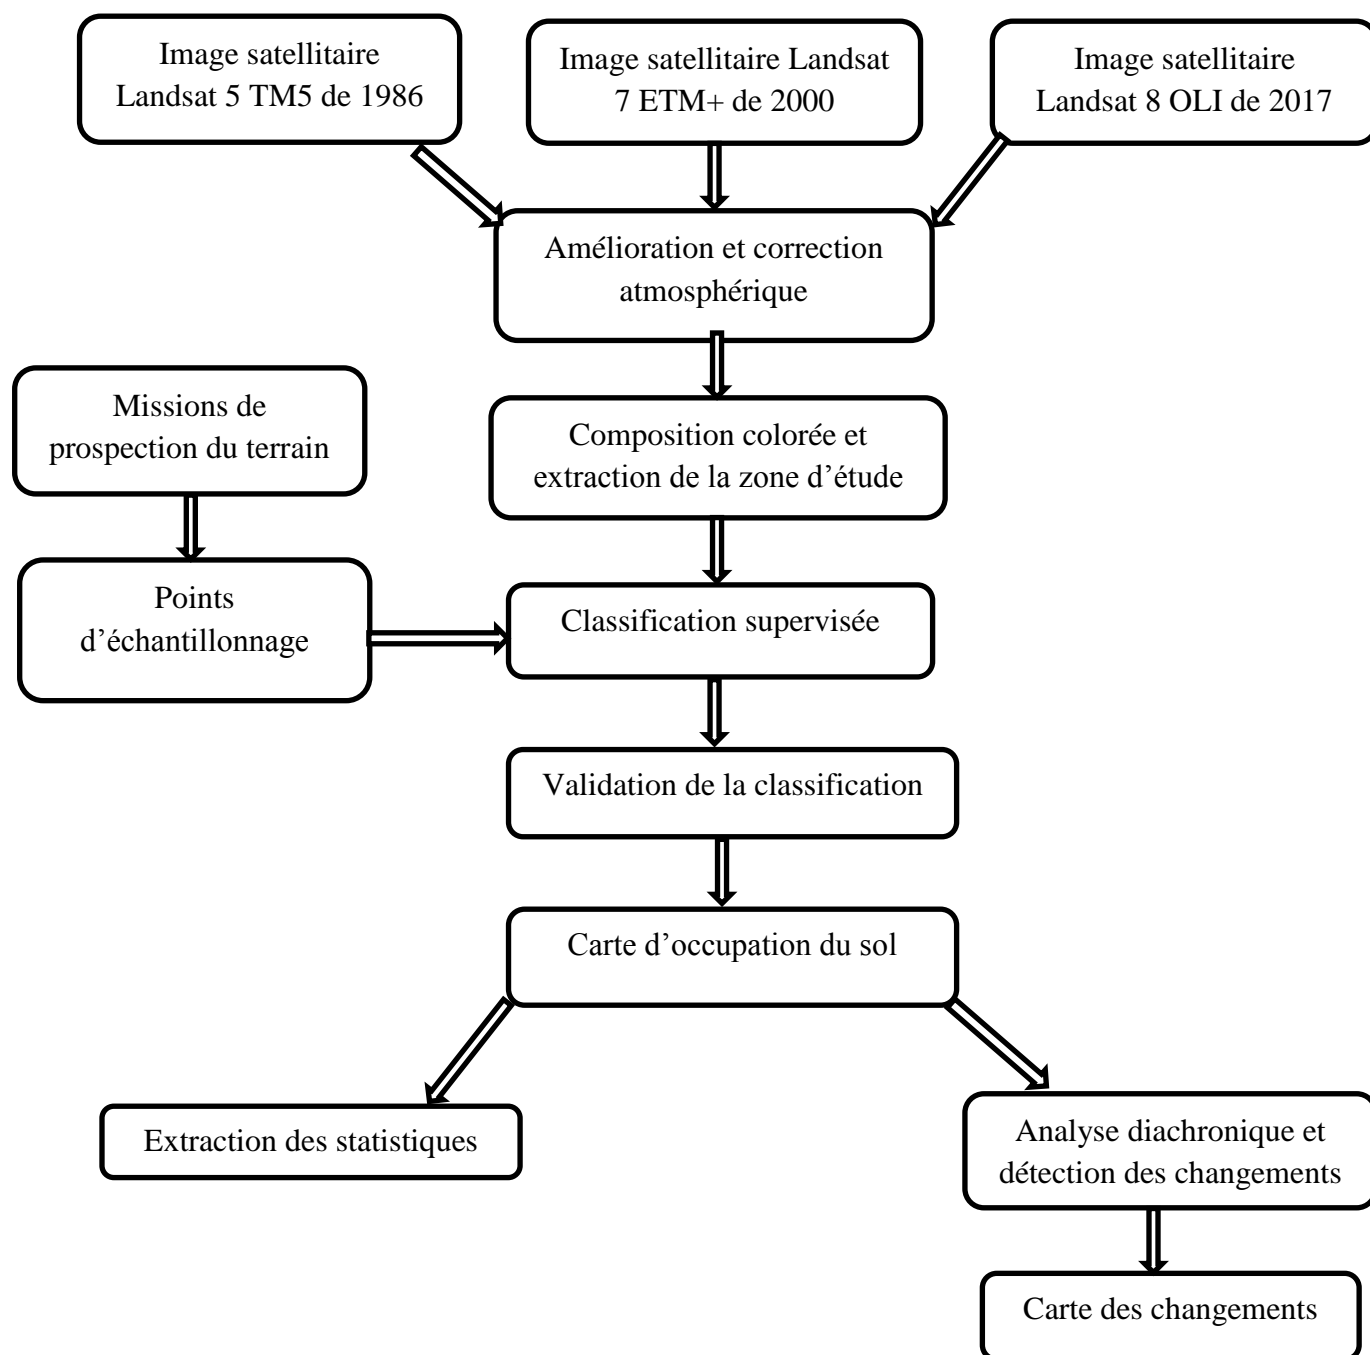 Image satellitaire
Landsat 5 TM5 de 1986
Image satellitaire Landsat
7 ETM+ de 2000
Image satellitaire
Landsat 8 OLI de 2017
Amélioration et correction
atmosphérique
Missions de
prospection du terrain
Composition colorée et
extraction de la zone d’étude
Points
d’échantillonnage
Classification supervisée
Validation de la classification
Carte d’occupation du sol
Extraction des statistiques
Analyse diachronique et
détection des changements
Carte des changements